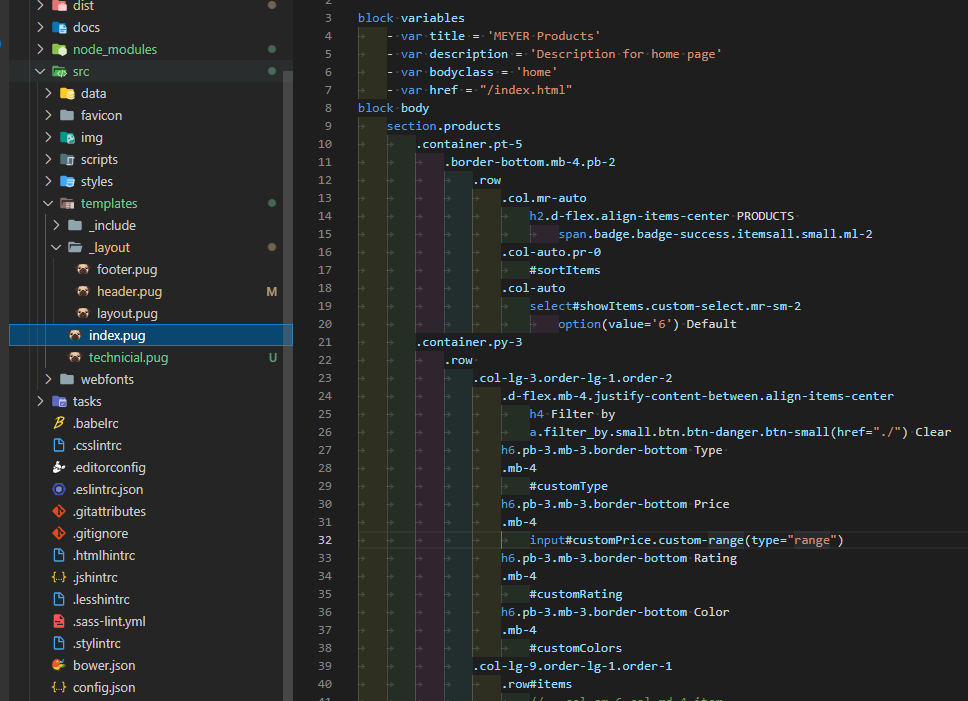 dist
docs
node_modules
src
data
favicon
img
scripts
styles
templates
_include
_layout
footer.pug
header.pug M
layout.pug
index.pug
technicial.pug U
webfonts
tasks
.babelrc
.csslintrc
.editorconfig
.eslintrc.json
.gitattributes
.gitignore
.htmlhintrc
.jshintrc
.lesshintrc
.sass-lint.yml
.stylintrc
bower.json
config.json
2
3 block variables
4 - var title = 'MEYER Products'
5 - var description = 'Description for home page'
6 - var bodyclass = 'home'
7 - var href = "/index.html"
8 block body
9 section.products
10 .container.pt-5
11 .border-bottom.mb-4.pb-2
12 .row
13 .col.mr-auto
14 h2.d-flex.align-items-center PRODUCTS
15 span.badge.badge-success.itemsall.small.ml-2
16 .col-auto.pr-0
17 #sortItems
18 .col-auto
19 select#showItems.custom-select.mr-sm-2
20 option(value='6') Default
21 .container.py-3
22 .row
23 .col-lg-3.order-lg-1.order-2
24 .d-flex.mb-4.justify-content-between.align-items-center
25 h4 Filter by
26 a.filter_by.small.btn.btn-danger.btn-small(href="./") Clear
27 h6.pb-3.mb-3.border-bottom Type
28 .mb-4
29 #customType
30 h6.pb-3.mb-3.border-bottom Price
31 .mb-4
32 input#customPrice.custom-range(type="range")
33 h6.pb-3.mb-3.border-bottom Rating
34 .mb-4
35 #customRating
36 h6.pb-3.mb-3.border-bottom Color
37 .mb-4
38 #customColors
39 .col-lg-9.order-lg-1.order-1
40 .row#items